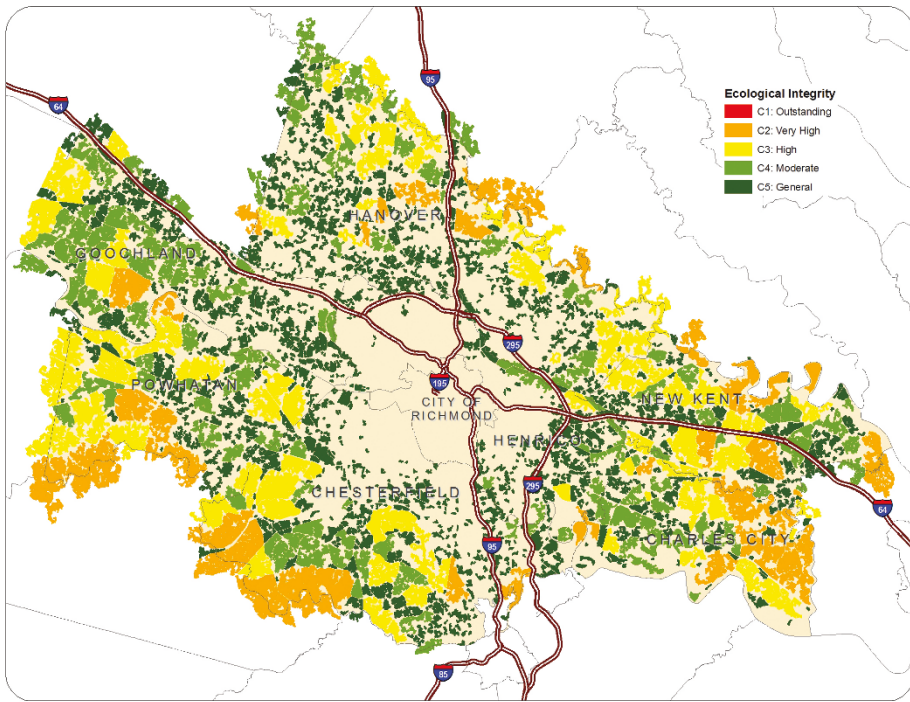 95
64
Ecological Integrity
C1: Outstanding
C2: Very High
C3: High
C4: Moderate
C5: General
HANOVER
GOOCHLAND
295
195
POWHATAN
NEW KENT
CITY OF
RICHMOND
HENRICO
295
CHESTERFIELD
64
95
CHARLES CITY
85